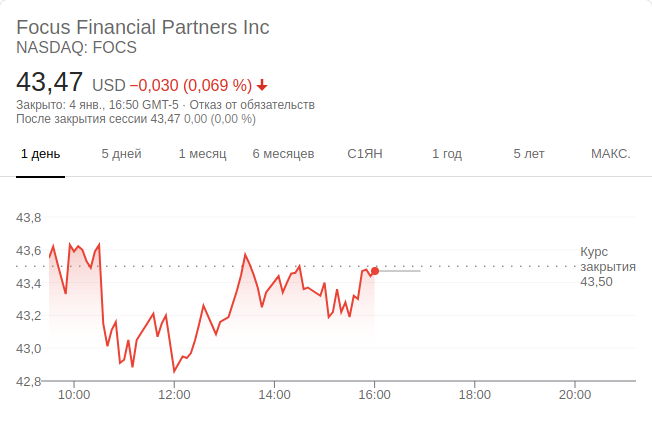 Focus Financial Partners Inc
NASDAQ: FOCS
43,47 USD −0,030 (0,069 %)
Закрыто: 4 янв., 16:50 GMT-5 · Отказ от обязательств
После закрытия сессии 43,47 0,00 (0,00 %)
1 день 5 дней 1 месяц 6 месяцев С1ЯН 1 год 5 лет МАКС.
43,8
43,6
43,4
43,2
43,0
42,8
Курс
закрытия
43,50
10:00 12:00 14:00 16:00 18:00 20:00